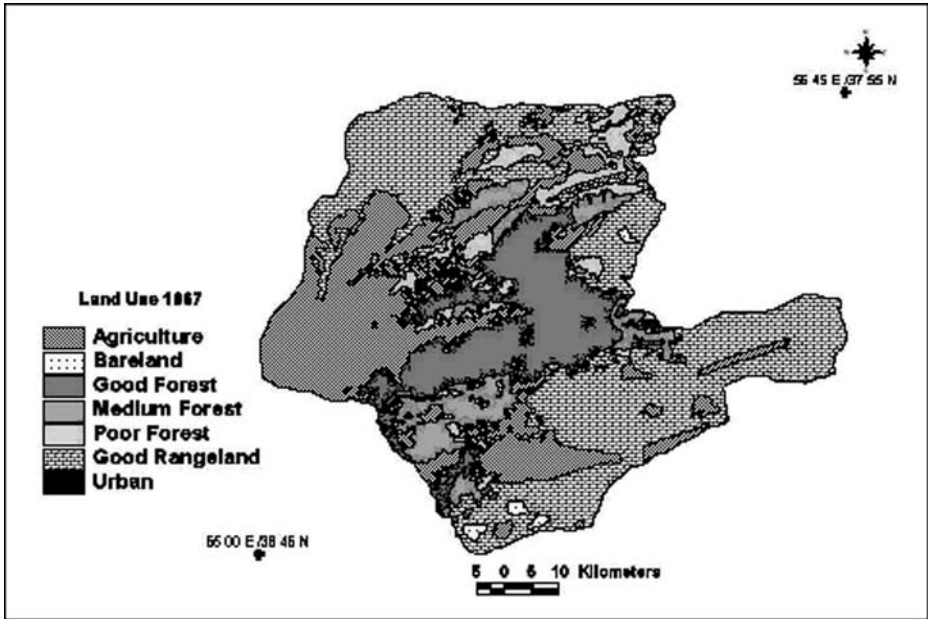 56 45 E /37 55 N
Land Use 1967
Agriculture
Bareland
Good Forest
Medium Forest
Poor Forest
Good Rangeland
Urban
55 00 E /36 45 N
5 0 5 10 Kilometers